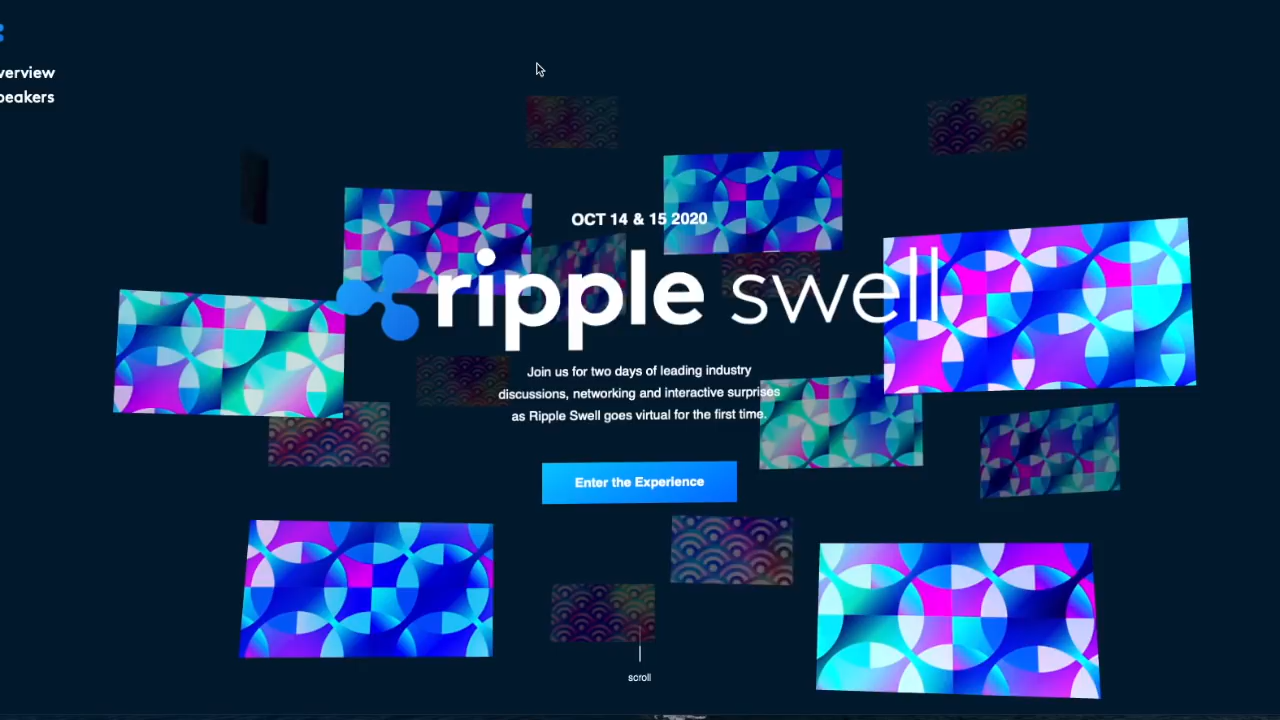 verview
peakers
OCT 14 & 15 2020
ripple swell
Join us for two days of leading industry
discussions, networking and interactive surprises
as Ripple Swell goes virtual for the first time.
Enter the Experience
scroll